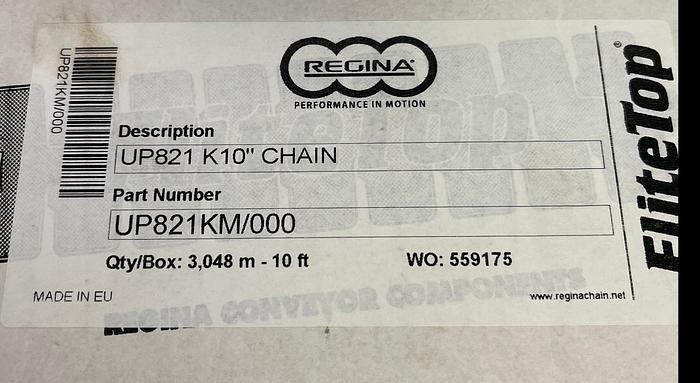 REGINA
PERFORMANCE IN MOTION
UP821KM/000
Description
UP821 K10" CHAIN
Part Number
UP821KM/000
Qty/Box: 3,048 m - 10 ft WO: 559175
MADE IN EU
www.reginachain.net
REGINA CONVEYOR COMPONENTS
EliteTop®
EliteTop